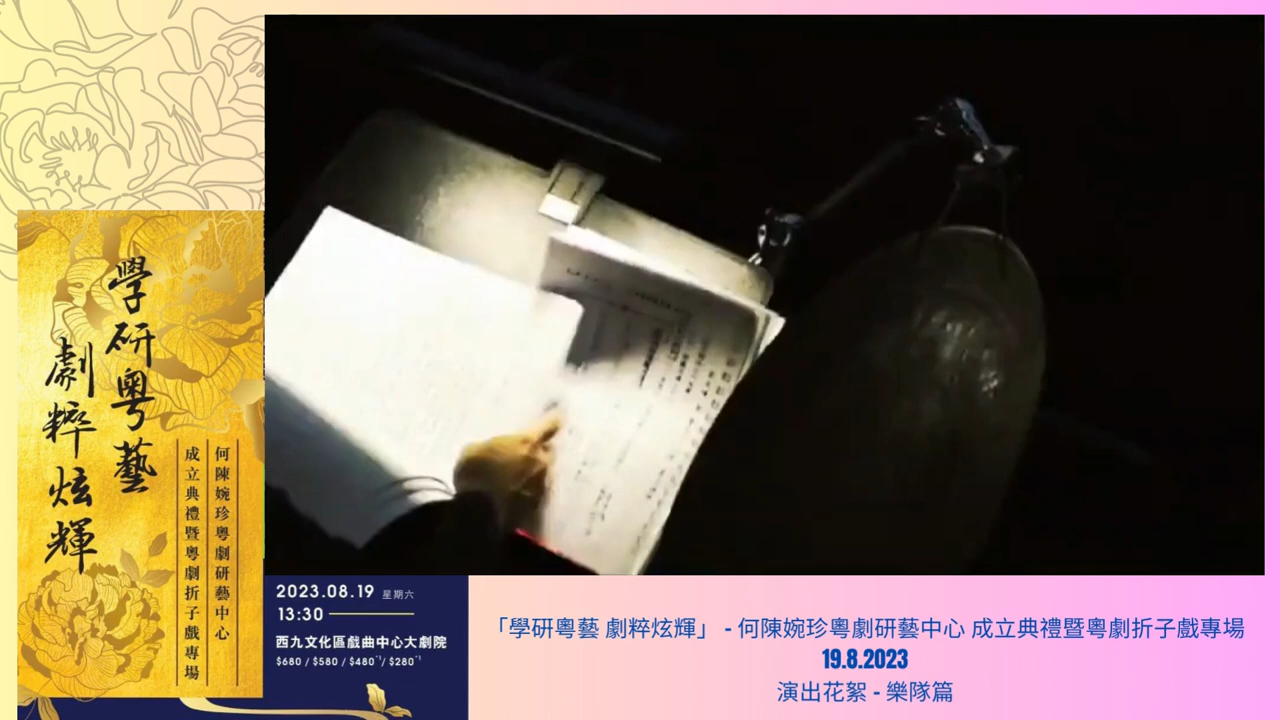 學研粵藝
劇粹炫輝
何陳婉珍粵劇研藝中心
成立典禮暨粵劇折子戲專場
2023.08.19 星期六
13:30
西九文化區戲曲中心大劇院
$680 / $580 / $480*¹/ $280*¹
「學研粵藝 劇粹炫輝」 - 何陳婉珍粵劇研藝中心 成立典禮暨粵劇折子戲專場
19.8.2023
演出花絮 - 樂隊篇